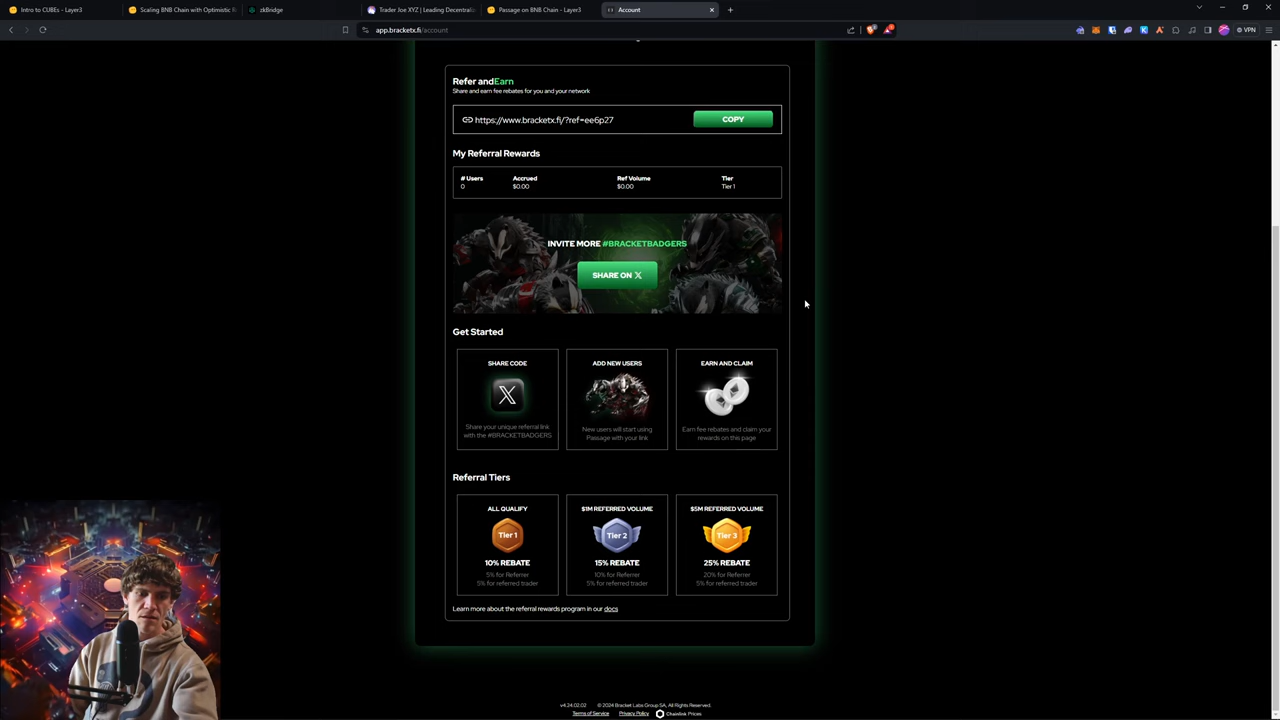 Intro to CUBEs - Layer3
Scaling BNB Chain with Optimistic R
zkBridge
Trader Joe XYZ | Leading Decentrali
Passage on BNB Chain - Layer3
Account
app.bracketx.fi/account
VPN
Refer and Earn
Share and earn fee rebates for you and your network
https://www.bracketx.fi/?ref=ee6p27
COPY
My Referral Rewards
# Users Accrued Ref Volume Tier
0 $0.00 $0.00 Tier 1
INVITE MORE #BRACKETBADGERS
SHARE ON X
Get Started
SHARE CODE
Share your unique referral link
with the #BRACKETBADGERS
ADD NEW USERS
New users will start using
Passage with your link
EARN AND CLAIM
Earn fee rebates and claim your
rewards on this page
Referral Tiers
ALL QUALIFY
Tier 1
10% REBATE
5% for Referrer
5% for referred trader
$1M REFERRED VOLUME
Tier 2
15% REBATE
10% for Referrer
5% for referred trader
$5M REFERRED VOLUME
Tier 3
25% REBATE
20% for Referrer
5% for referred trader
Learn more about the referral rewards program in our docs
v4.24.02.02 © 2024 Bracket Labs Group SA, All Rights Reserved.
Terms of Service Privacy Policy Chainlink Prices